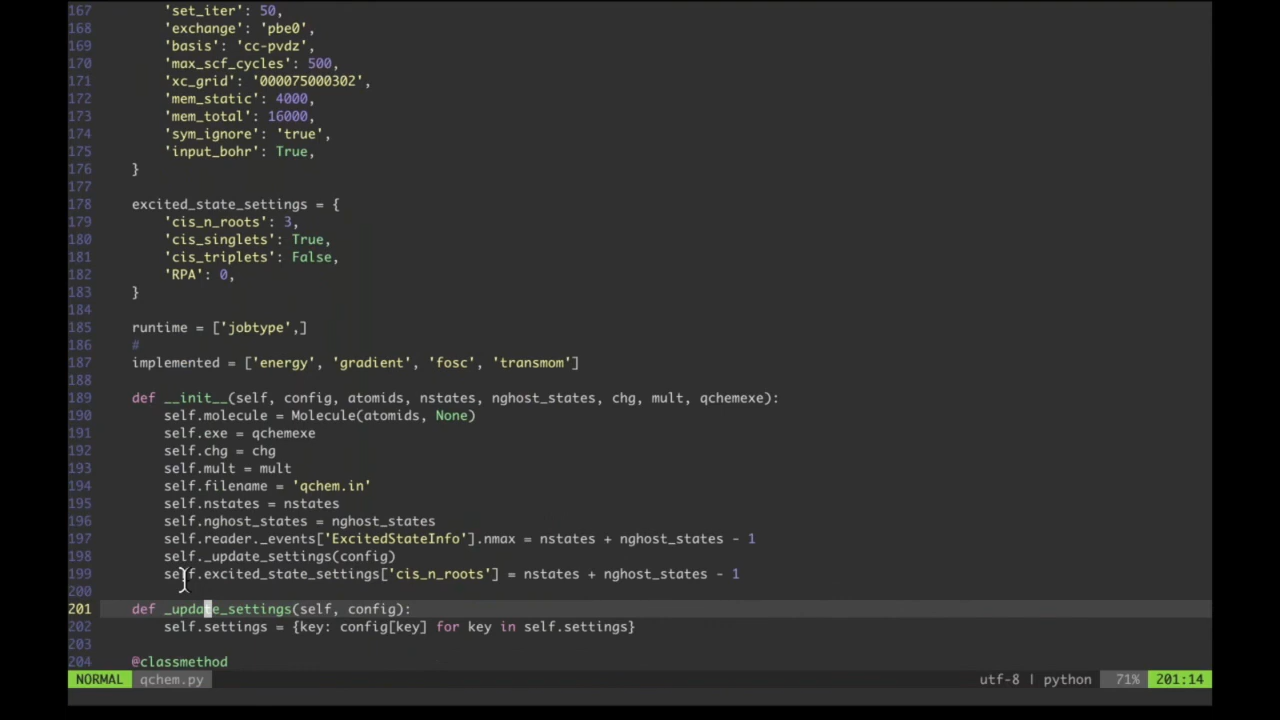 167 'set_iter': 50,
168 'exchange': 'pbe0',
169 'basis': 'cc-pvdz',
170 'max_scf_cycles': 500,
171 'xc_grid': '000075000302',
172 'mem_static': 4000,
173 'mem_total': 16000,
174 'sym_ignore': 'true',
175 'input_bohr': True,
176 }
177
178 excited_state_settings = {
179 'cis_n_roots': 3,
180 'cis_singlets': True,
181 'cis_triplets': False,
182 'RPA': 0,
183 }
184
185 runtime = ['jobtype',]
186 #
187 implemented = ['energy', 'gradient', 'fosc', 'transmom']
188
189 def __init__(self, config, atomids, nstates, nghost_states, chg, mult, qchemexe):
190 self.molecule = Molecule(atomids, None)
191 self.exe = qchemexe
192 self.chg = chg
193 self.mult = mult
194 self.filename = 'qchem.in'
195 self.nstates = nstates
196 self.nghost_states = nghost_states
197 self.reader._events['ExcitedStateInfo'].nmax = nstates + nghost_states - 1
198 self._update_settings(config)
199 self.excited_state_settings['cis_n_roots'] = nstates + nghost_states - 1
200
201 def _update_settings(self, config):
202 self.settings = {key: config[key] for key in self.settings}
203
204 @classmethod
NORMAL qchem.py utf-8 | python 71% 201:14